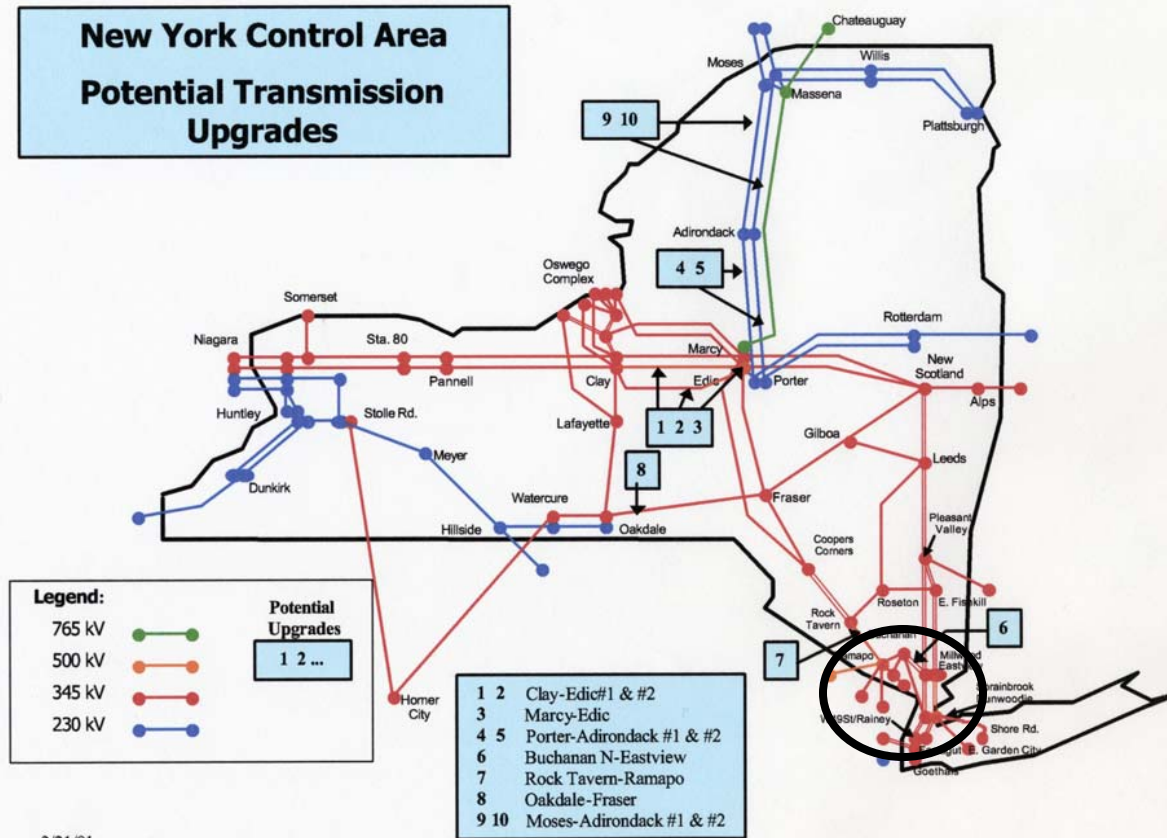 New York Control Area
Potential Transmission
Upgrades
Chateauguay
Moses
Willis
Massena
Plattsburgh
9 10
Adirondack
4 5
Oswego
Complex
Somerset
Niagara
Sta. 80
Marcy
Rotterdam
New
Scotland
Pannell
Clay
Edic
Porter
Alps
Huntley
Stolle Rd.
Lafayette
1 2 3
Gilboa
Leeds
Meyer
8
Dunkirk
Watercure
Fraser
Pleasant
Valley
Hillside
Oakdale
Coopers
Corners
Legend:
765 kV
500 kV
345 kV
230 kV
Potential
Upgrades
1 2 ...
Roseton
E. Fishkill
Rock
Tavern
6
7
Millwood
Homer
City
Shore Rd.
E. Garden City
Goethals
1 2 Clay-Edic#1 & #2
3 Marcy-Edic
4 5 Porter-Adirondack #1 & #2
6 Buchanan N-Eastview
7 Rock Tavern-Ramapo
8 Oakdale-Fraser
9 10 Moses-Adirondack #1 & #2